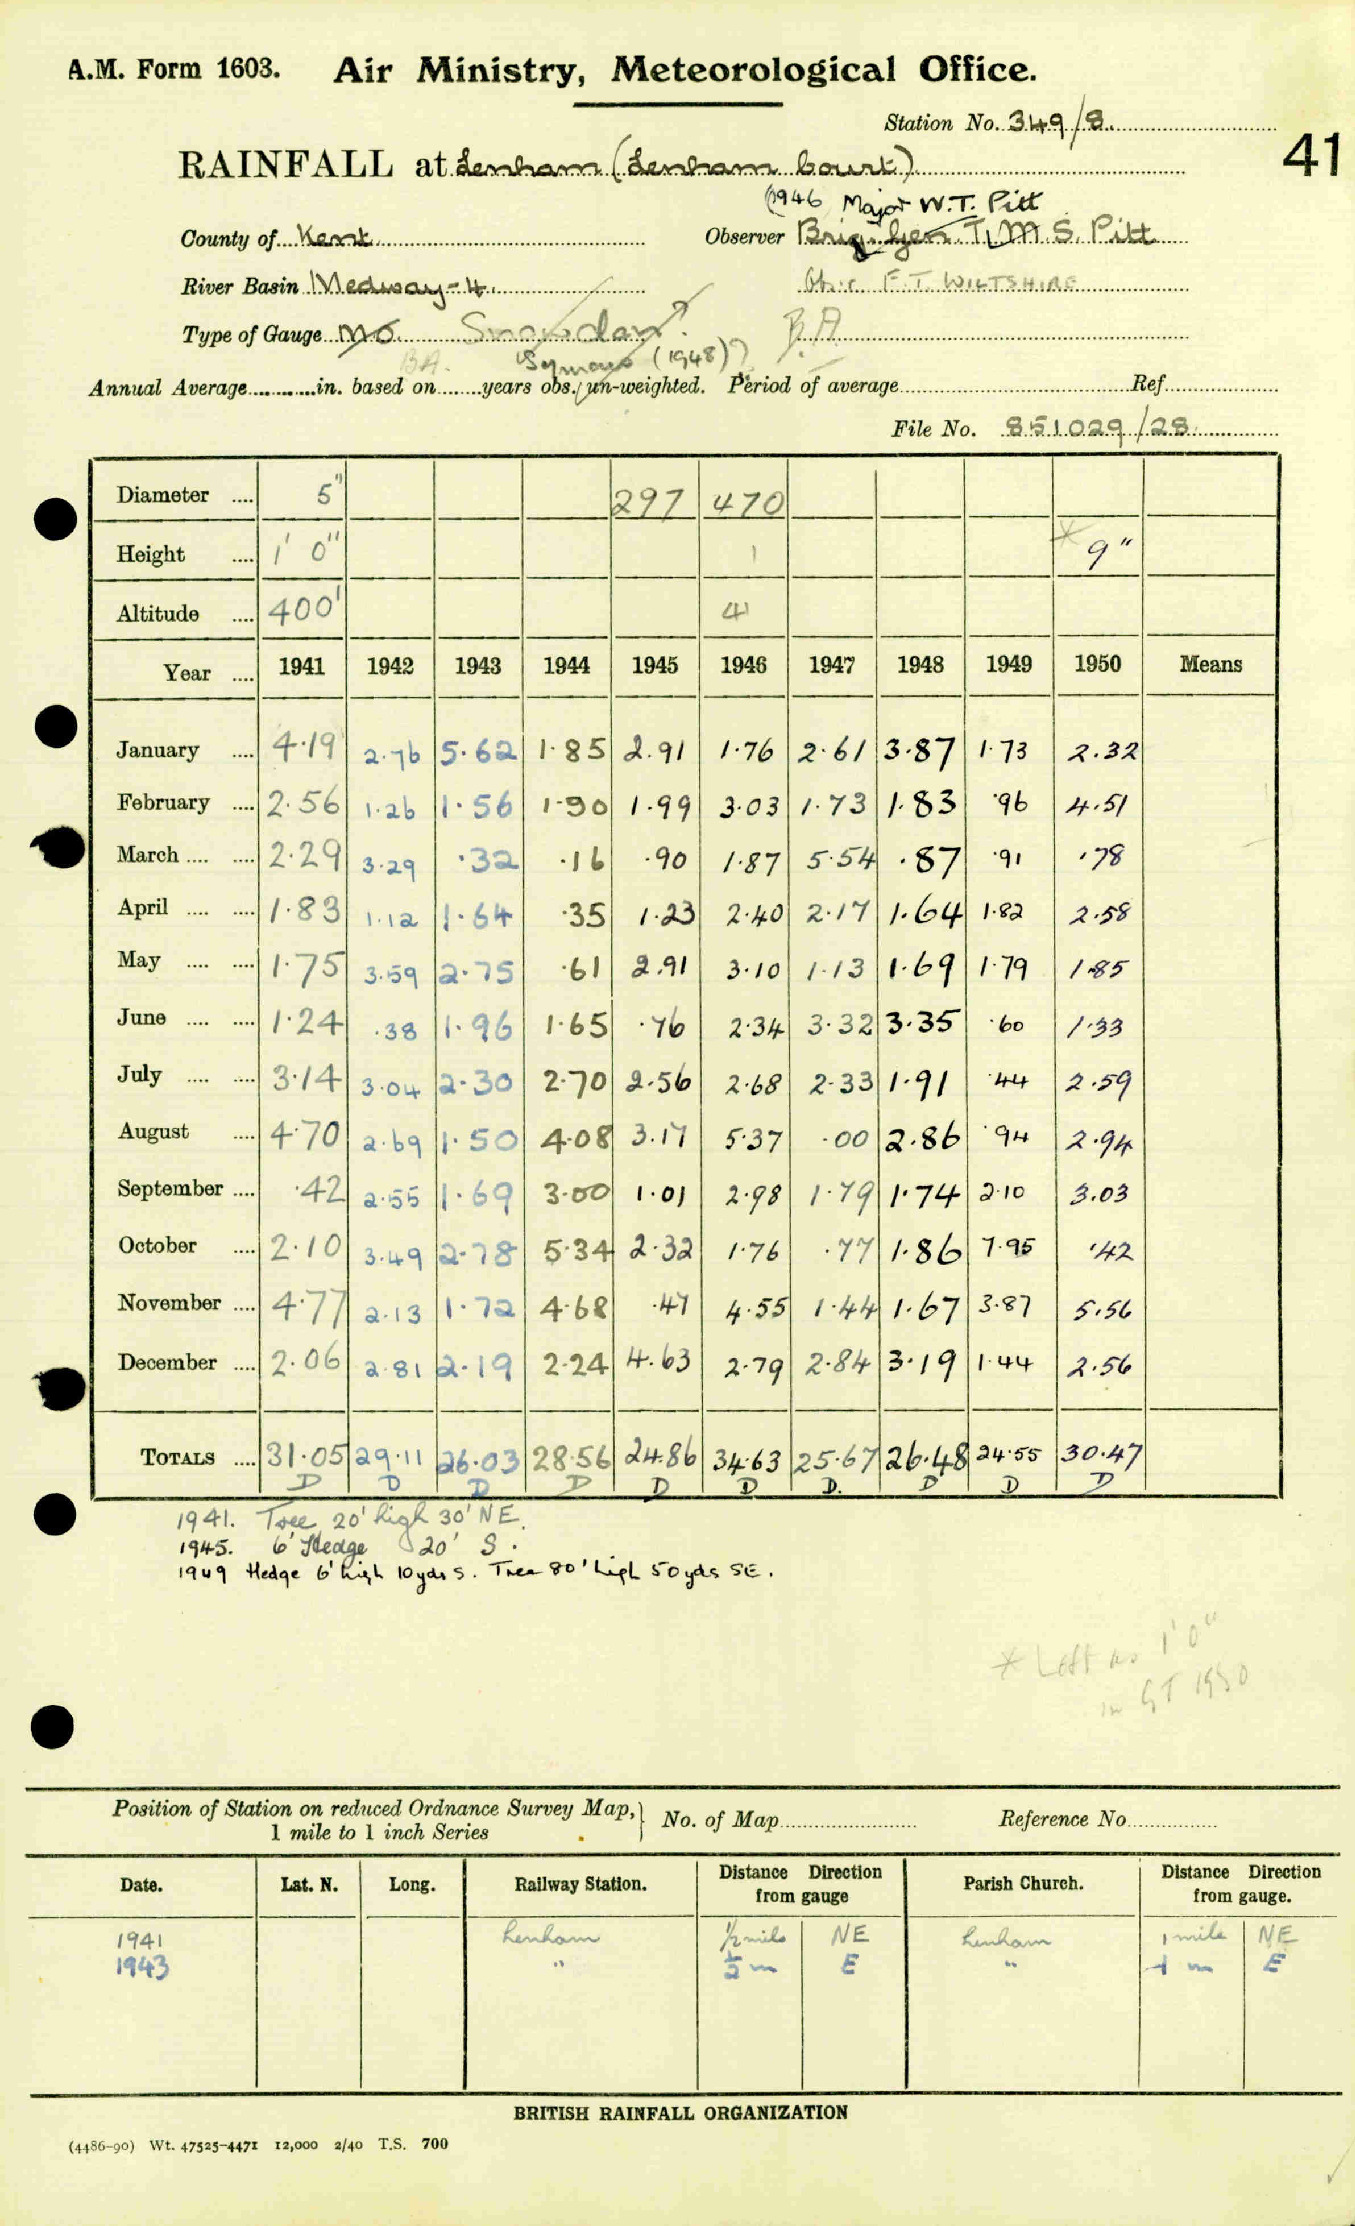 A.M. Form 1603. Air Ministry, Meteorological Office.
Station No. 349/8
41
RAINFALL at Lenham (Lenham Court)
(1946 Major W.T. Pitt
County of Kent Observer Brig. Gen. T. M. S. Pitt
River Basin Medway-4. Obsr. F.T. WILTSHIRE
Type of Gauge MO Snowdon B.A.
BA. Symons (1948)?
Annual Average in. based on years obs./un-weighted. Period of average Ref.
File No. 851029/28
Diameter 5" 297 470
Height 1' 0" 1 * 9"
Altitude 400' 41
Year 1941 1942 1943 1944 1945 1946 1947 1948 1949 1950 Means
January 4.19 2.76 5.62 1.85 2.91 1.76 2.61 3.87 1.73 2.32
February 2.56 1.26 1.56 1.90 1.99 3.03 1.73 1.83 .96 4.51
March 2.29 3.29 .32 .16 .90 1.87 5.54 .87 .91 .78
April 1.83 1.12 1.64 .35 1.23 2.40 2.17 1.64 1.82 2.58
May 1.75 3.59 2.75 .61 2.91 3.10 1.13 1.69 1.79 1.85
June 1.24 .38 1.96 1.65 .76 2.34 3.32 3.35 .60 1.33
July 3.14 3.04 2.30 2.70 2.56 2.68 2.33 1.91 .44 2.59
August 4.70 2.69 1.50 4.08 3.17 5.37 .00 2.86 .94 2.94
September .42 2.55 1.69 3.00 1.01 2.98 1.79 1.74 2.10 3.03
October 2.10 3.49 2.78 5.34 2.32 1.76 .77 1.86 7.95 .42
November 4.77 2.13 1.72 4.68 .47 4.55 1.44 1.67 3.87 5.56
December 2.06 2.81 2.19 2.24 4.63 2.79 2.84 3.19 1.44 2.56
TOTALS 31.05 29.11 26.03 28.56 24.86 34.63 25.67 26.48 24.55 30.47
D D D D D D D. D D D
1941. Tree 20' high 30' NE.
1945. 6' Hedge 20' S.
1949 Hedge 6' high 10yds S. Tree 80' high 50yds SE.
* Left as 1' 0"
in GT 1950
Position of Station on reduced Ordnance Survey Map, 1 mile to 1 inch Series No. of Map Reference No.
Date. Lat. N. Long. Railway Station. Distance Direction from gauge Parish Church. Distance Direction from gauge.
1941 Lenham 1/2 mile NE Lenham 1 mile NE
1943 " 1/2 m E " 1 m E
BRITISH RAINFALL ORGANIZATION
(4486-90) Wt. 47525-4471 12,000 2/40 T.S. 700